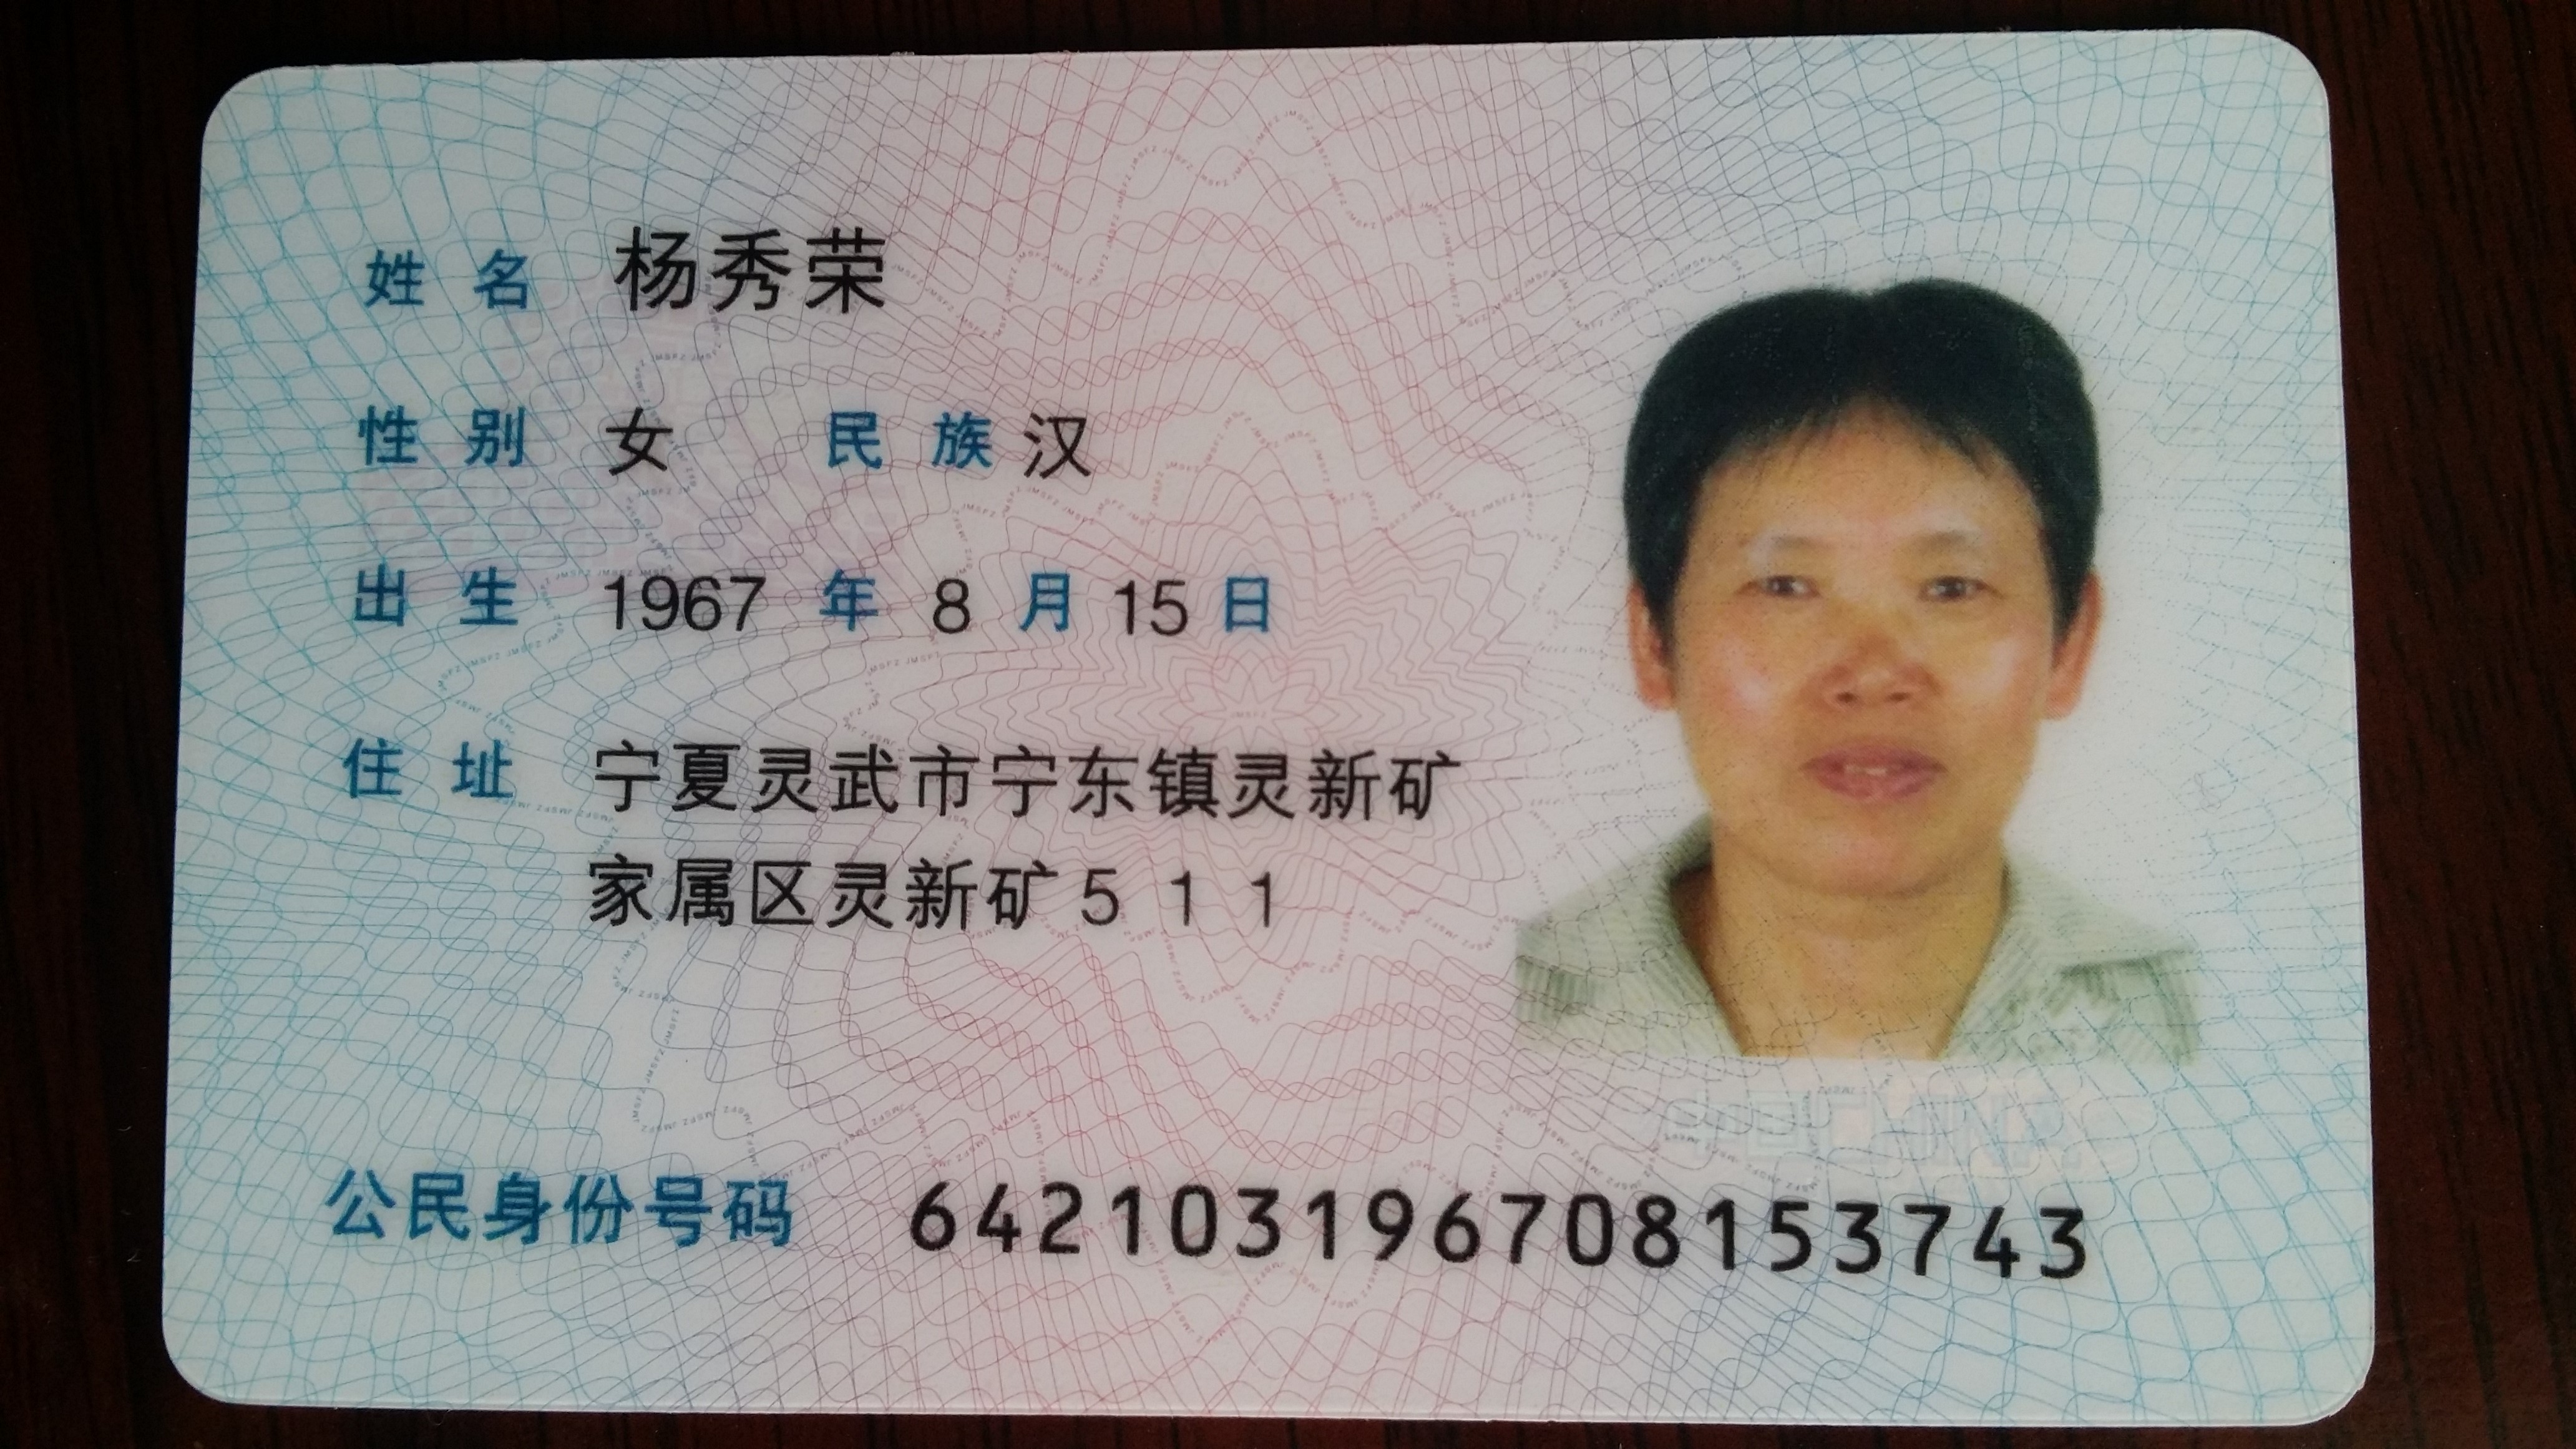 姓名 杨秀荣
性别 女 民族 汉
出生 1967 年 8 月 15 日
住址 宁夏灵武市宁东镇灵新矿
家属区灵新矿511
公民身份号码 642103196708153743